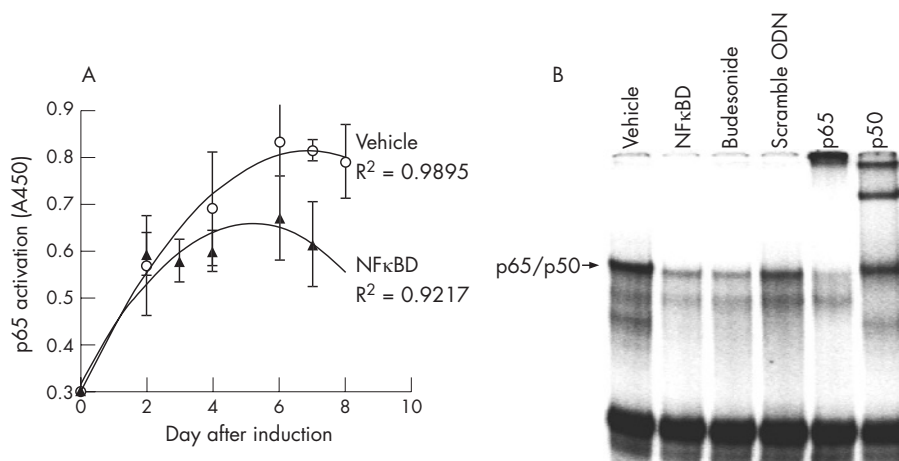 A
0.9
0.8
0.7
0.6
0.5
0.4
0.3
p65 activation (A450)
0
2
4
6
8
10
Day after induction
Vehicle
R² = 0.9895
NFκBD
R² = 0.9217
B
Vehicle
NFκBD
Budesonide
Scramble ODN
p65
p50
p65/p50